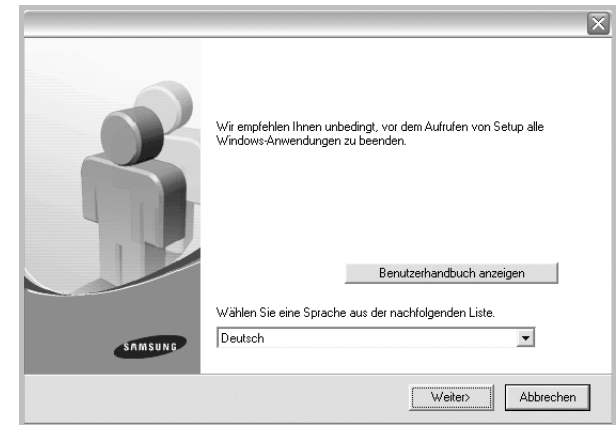 Wir empfehlen Ihnen unbedingt, vor dem Aufrufen von Setup alle
Windows-Anwendungen zu beenden.
Benutzerhandbuch anzeigen
Wählen Sie eine Sprache aus der nachfolgenden Liste.
Deutsch
SAMSUNG
Weiter> Abbrechen